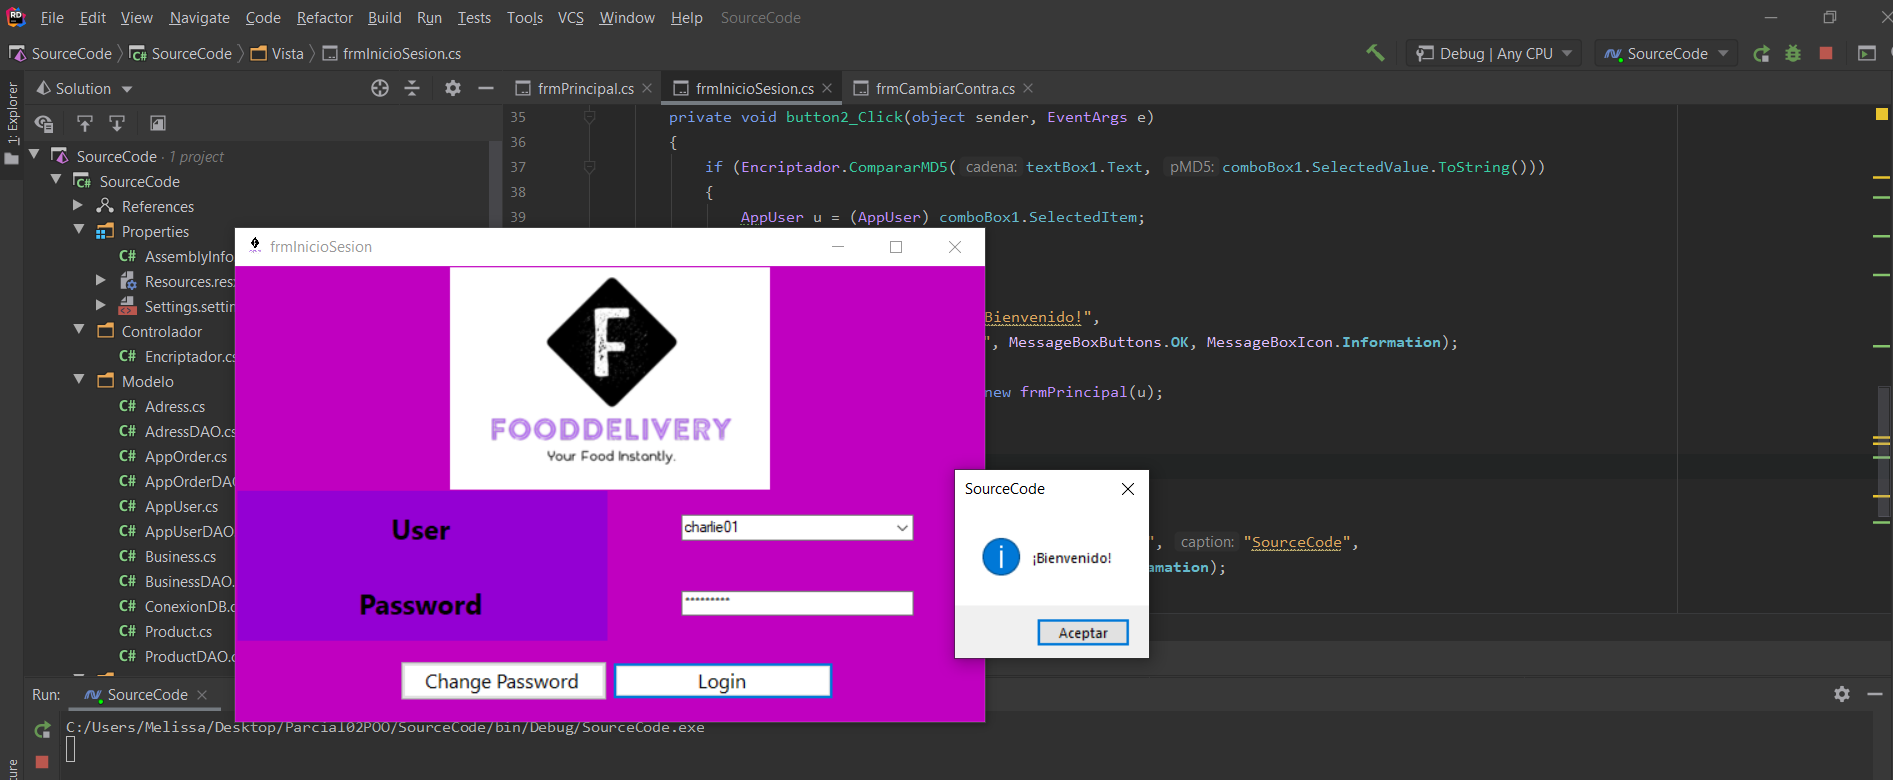 RD File Edit View Navigate Code Refactor Build Run Tests Tools VCS Window Help SourceCode
SourceCode C# SourceCode Vista frmInicioSesion.cs Debug | Any CPU SourceCode
1: Explorer
Solution
frmPrincipal.cs frmInicioSesion.cs frmCambiarContra.cs
SourceCode · 1 project
C# SourceCode
References
Properties
C# AssemblyInfo
Resources.res
Settings.settin
Controlador
C# Encriptador.cs
Modelo
C# Adress.cs
C# AdressDAO.cs
C# AppOrder.cs
C# AppOrderDA
C# AppUser.cs
C# AppUserDAO
C# Business.cs
C# BusinessDAO.
C# ConexionDB.c
C# Product.cs
C# ProductDAO.c
35 private void button2_Click(object sender, EventArgs e)
36 {
37 if (Encriptador.CompararMD5( cadena: textBox1.Text, pMD5: comboBox1.SelectedValue.ToString()))
38 {
39 AppUser u = (AppUser) comboBox1.SelectedItem;
Bienvenido!",
", MessageBoxButtons.OK, MessageBoxIcon.Information);
new frmPrincipal(u);
", caption: "SourceCode",
amation);
frmInicioSesion
F
FOODDELIVERY
Your Food Instantly.
User
charlie01
Password
*********
Change Password
Login
SourceCode
¡Bienvenido!
Aceptar
Run: SourceCode
C:/Users/Melissa/Desktop/Parcial02POO/SourceCode/bin/Debug/SourceCode.exe